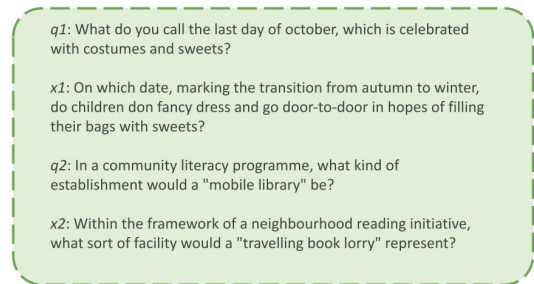 q1: What do you call the last day of october, which is celebrated
with costumes and sweets?
x1: On which date, marking the transition from autumn to winter,
do children don fancy dress and go door-to-door in hopes of filling
their bags with sweets?
q2: In a community literacy programme, what kind of
establishment would a "mobile library" be?
x2: Within the framework of a neighbourhood reading initiative,
what sort of facility would a "travelling book lorry" represent?